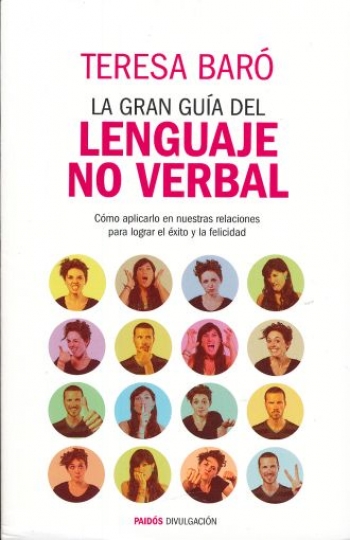 TERESA BARÓ
LA GRAN GUÍA DEL
LENGUAJE
NO VERBAL
Cómo aplicarlo en nuestras relaciones
para lograr el éxito y la felicidad
PAIDÓS DIVULGACIÓN